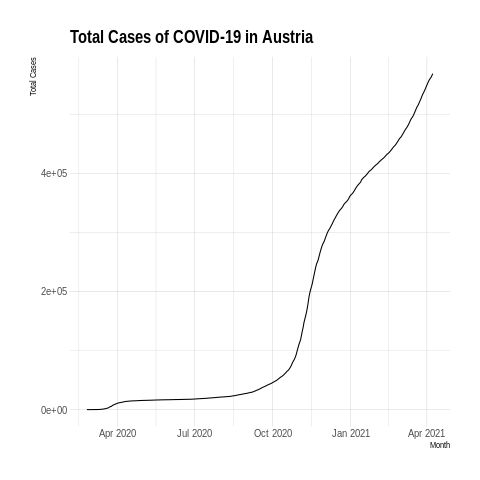 Total Cases of COVID-19 in Austria
Total Cases
4e+05
2e+05
0e+00
Apr 2020 Jul 2020 Oct 2020 Jan 2021 Apr 2021
Month